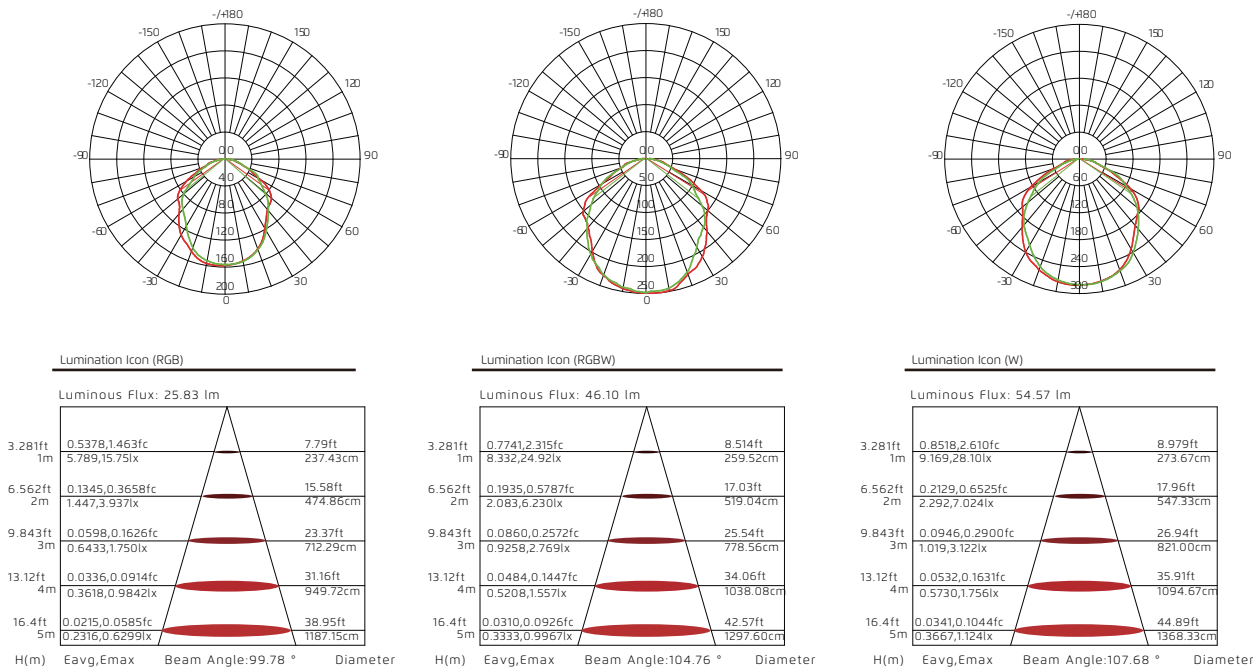 -/+180
-150
150
-120
120
-90
90
00
40
80
-60
60
120
160
-30
30
200
0
-/+180
-150
150
-120
120
-90
90
00
50
100
-60
60
150
200
-30
30
250
0
-/+180
-150
150
-120
120
-90
90
00
60
120
-60
60
180
240
-30
30
300
0
Lumination Icon (RGB)
Luminous Flux: 25.83 lm
3.281ft 0.5378,1.463fc 7.79ft
1m 5.789,15.75lx 237.43cm
6.562ft 0.1345,0.3658fc 15.58ft
2m 1.447,3.937lx 474.86cm
9.843ft 0.0598,0.1626fc 23.37ft
3m 0.6433,1.750lx 712.29cm
13.12ft 0.0336,0.0914fc 31.16ft
4m 0.3618,0.9842lx 949.72cm
16.4ft 0.0215,0.0585fc 38.95ft
5m 0.2316,0.6299lx 1187.15cm
H(m) Eavg,Emax Beam Angle:99.78 ° Diameter
Lumination Icon (RGBW)
Luminous Flux: 46.10 lm
3.281ft 0.7741,2.315fc 8.514ft
1m 8.332,24.92lx 259.52cm
6.562ft 0.1935,0.5787fc 17.03ft
2m 2.083,6.230lx 519.04cm
9.843ft 0.0860,0.2572fc 25.54ft
3m 0.9258,2.769lx 778.56cm
13.12ft 0.0484,0.1447fc 34.06ft
4m 0.5208,1.557lx 1038.08cm
16.4ft 0.0310,0.0926fc 42.57ft
5m 0.3333,0.9967lx 1297.60cm
H(m) Eavg,Emax Beam Angle:104.76 ° Diameter
Lumination Icon (W)
Luminous Flux: 54.57 lm
3.281ft 0.8518,2.610fc 8.979ft
1m 9.169,28.10lx 273.67cm
6.562ft 0.2129,0.6525fc 17.96ft
2m 2.292,7.024lx 547.33cm
9.843ft 0.0946,0.2900fc 26.94ft
3m 1.019,3.122lx 821.00cm
13.12ft 0.0532,0.1631fc 35.91ft
4m 0.5730,1.756lx 1094.67cm
16.4ft 0.0341,0.1044fc 44.89ft
5m 0.3667,1.124lx 1368.33cm
H(m) Eavg,Emax Beam Angle:107.68 ° Diameter